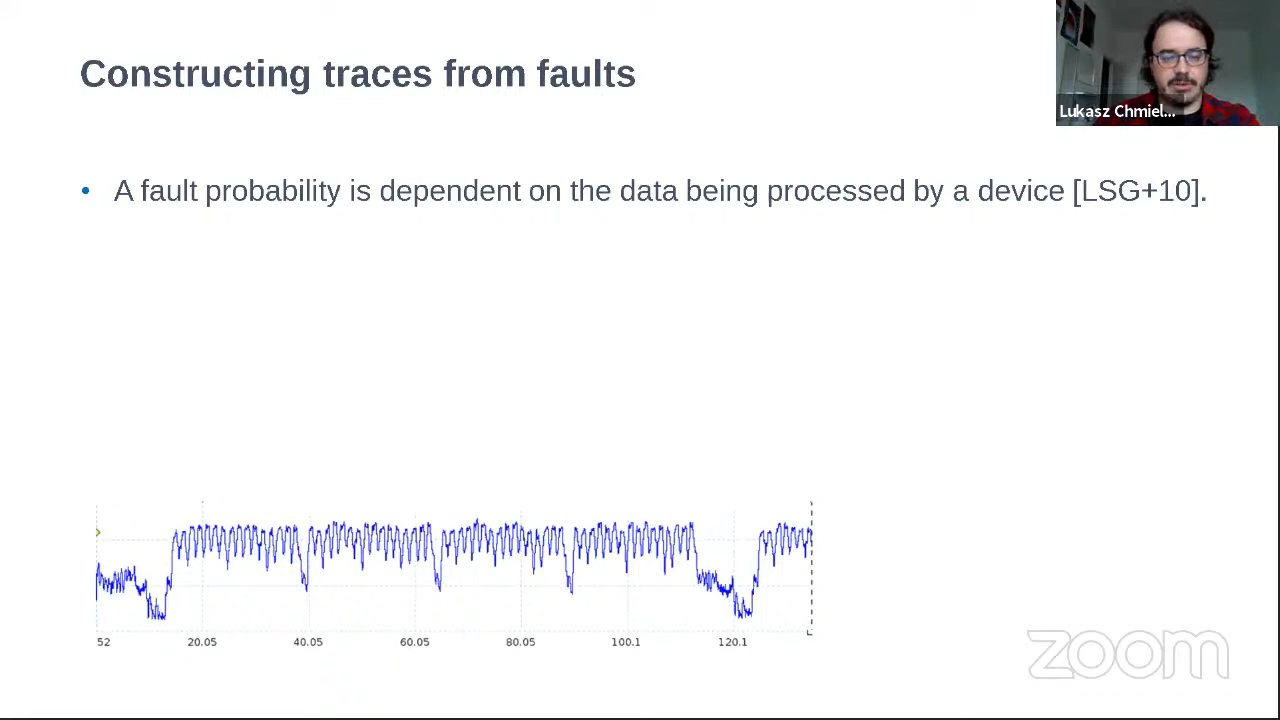 Constructing traces from faults
Lukasz Chmiel...
• A fault probability is dependent on the data being processed by a device [LSG+10].
52 20.05 40.05 60.05 80.05 100.1 120.1
zoom